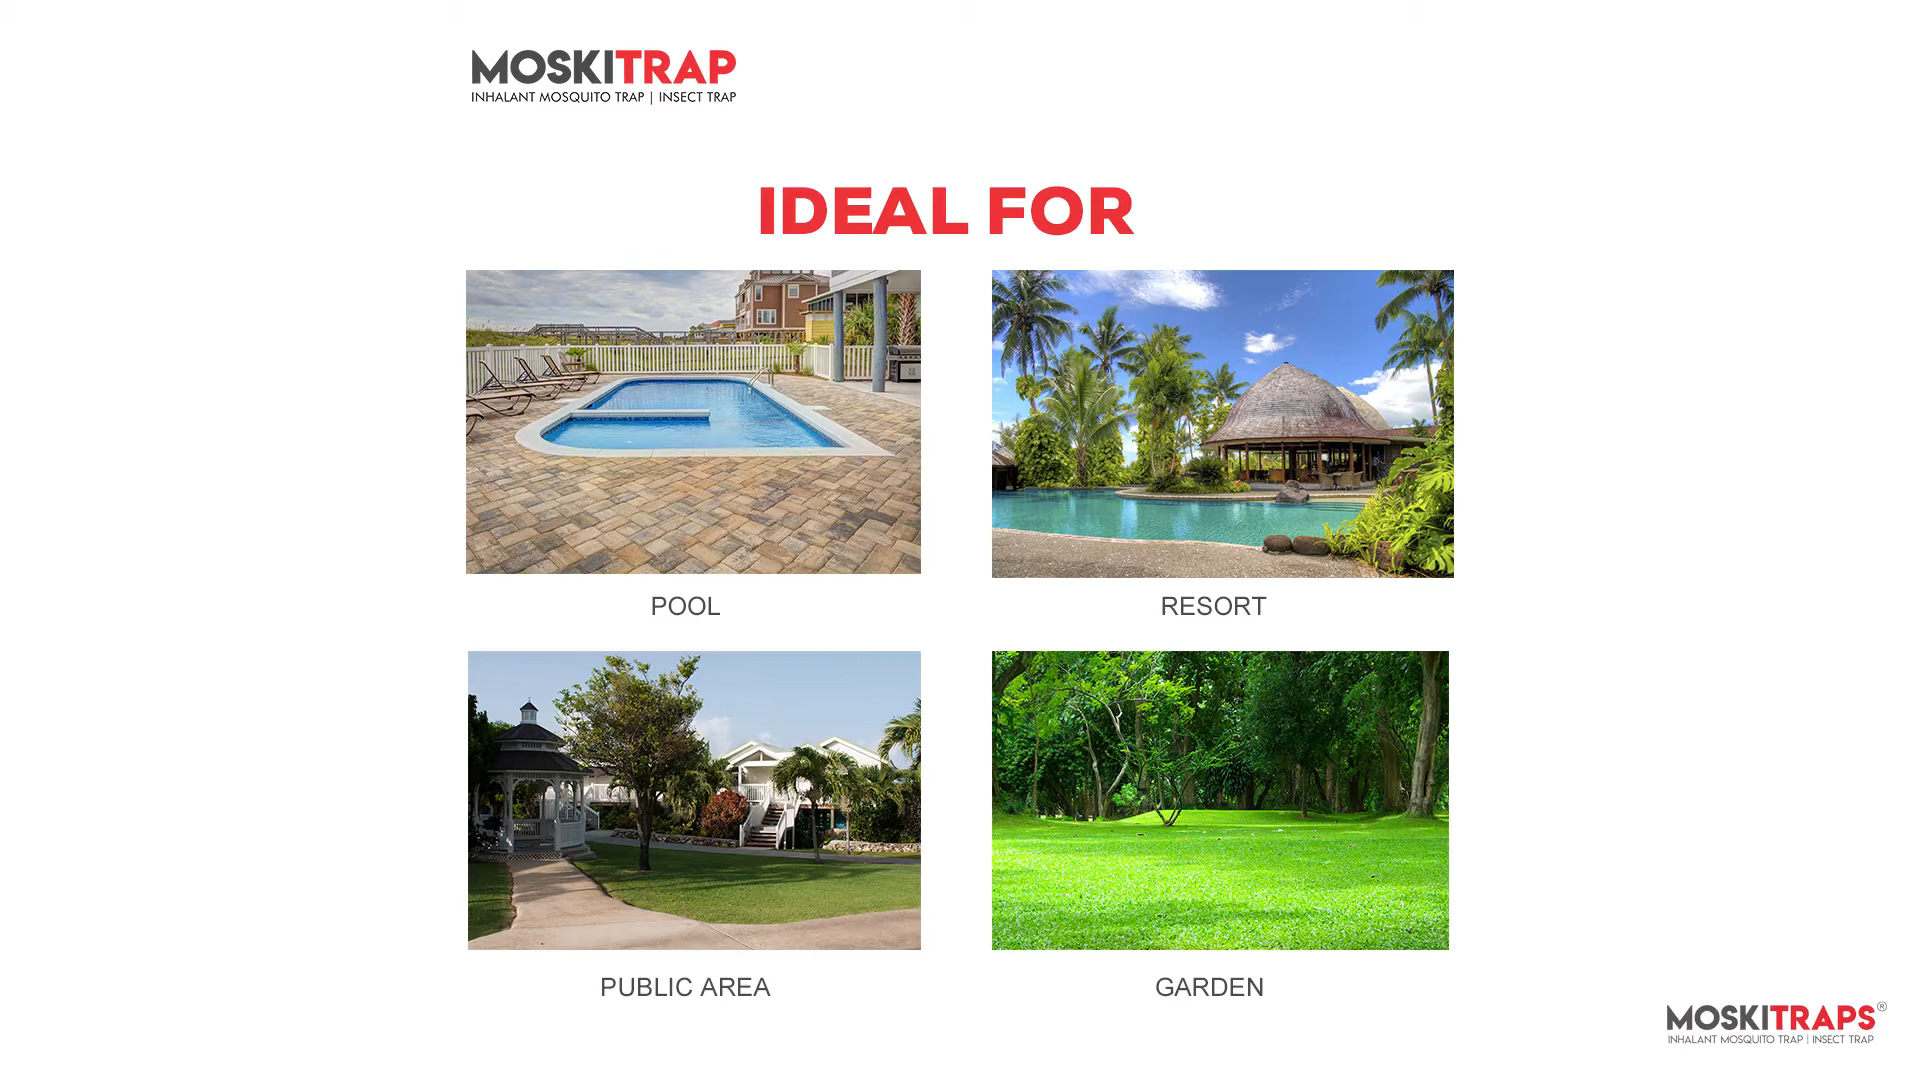 MOSKITRAP
INHALANT MOSQUITO TRAP | INSECT TRAP
IDEAL FOR
POOL
RESORT
PUBLIC AREA
GARDEN
MOSKITRAPS®
INHALANT MOSQUITO TRAP | INSECT TRAP